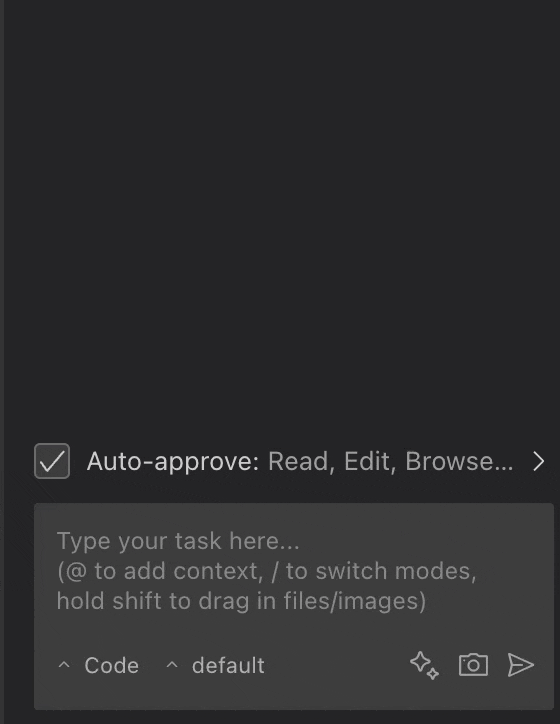 Auto-approve: Read, Edit, Browse...
Type your task here...
(@ to add context, / to switch modes,
hold shift to drag in files/images)
Code default